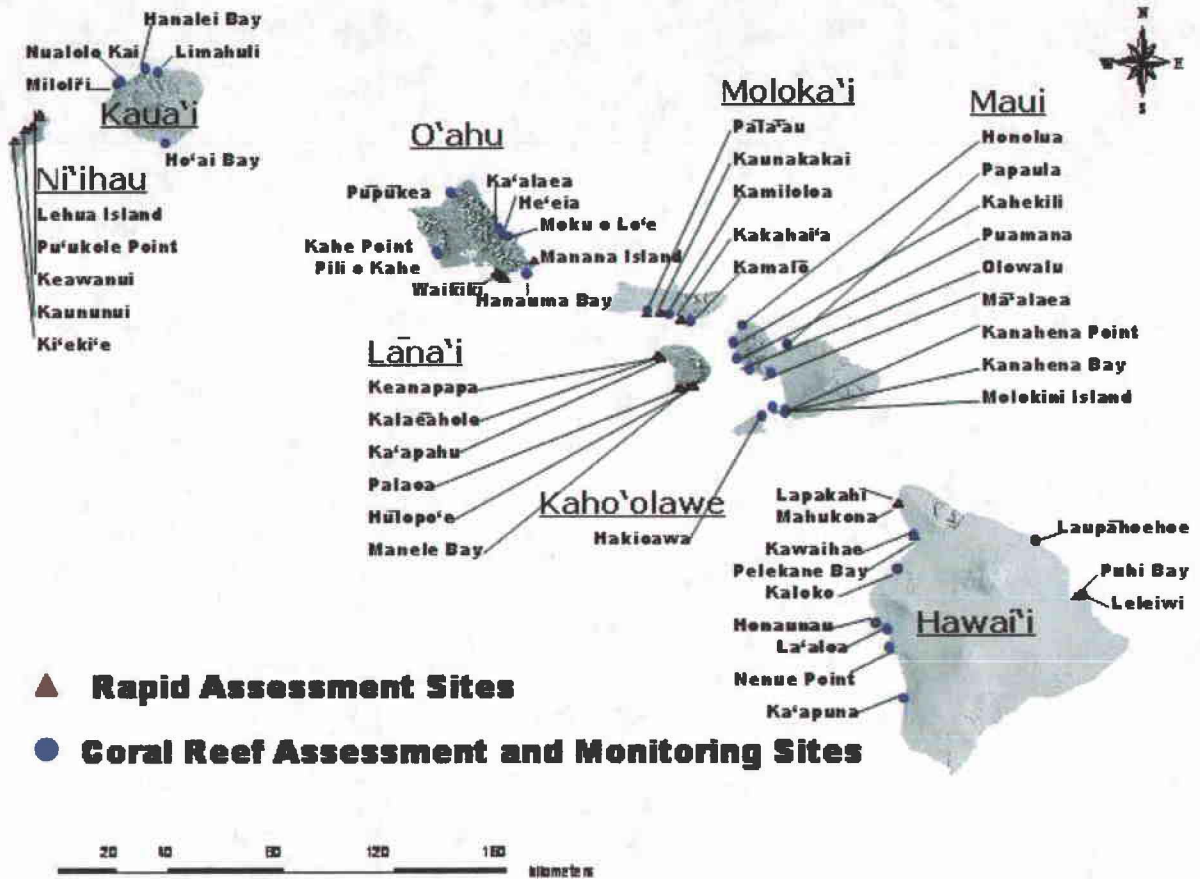 Hanalei Bay
Nualolo Kai
Limahuli
Miloli'i
Kaua'i
Ho'ai Bay
Ni'ihau
Lehua Island
Pu'ukole Point
Keawanui
Kaununui
Ki'eki'e
O'ahu
Pūpūkea
Ka'alaea
He'eia
Moku o Lo'e
Kahe Point
Pili o Kahe
Manana Island
Waikīkī
Hanauma Bay
Moloka'i
Pala'au
Kaunakakai
Kamiloloa
Kakahai'a
Kamalō
Maui
Honolua
Papaula
Kahekili
Puamana
Olowalu
Mā'alaea
Kanahena Point
Kanahena Bay
Molokini Island
N
W E
S
Lāna'i
Keanapapa
Kalaeāhole
Ka'apahu
Palaoa
Hūlopo'e
Manele Bay
Kaho'olawe
Hakioawa
Lapakahi
Mahukona
Kawaihae
Pelekane Bay
Kaloko
Honaunau
La'aloa
Nenue Point
Ka'apuna
Laupāhoehoe
Puhi Bay
Leleiwi
Hawai'i
Rapid Assessment Sites
Coral Reef Assessment and Monitoring Sites
20 40 80 120 160
kilometers